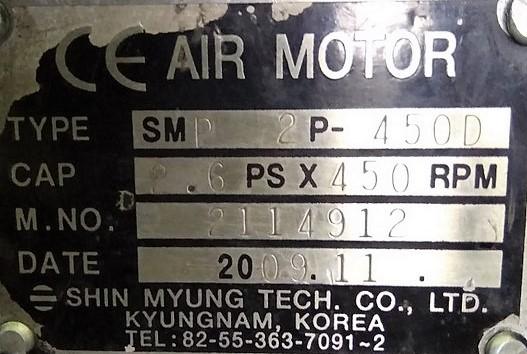 CE AIR MOTOR
TYPE SMP 2P-450D
CAP 2.6 PS X 450 RPM
M.NO. 2114912
DATE 2009.11 .
SHIN MYUNG TECH. CO., LTD.
KYUNGNAM, KOREA
TEL:82-55-363-7091~2